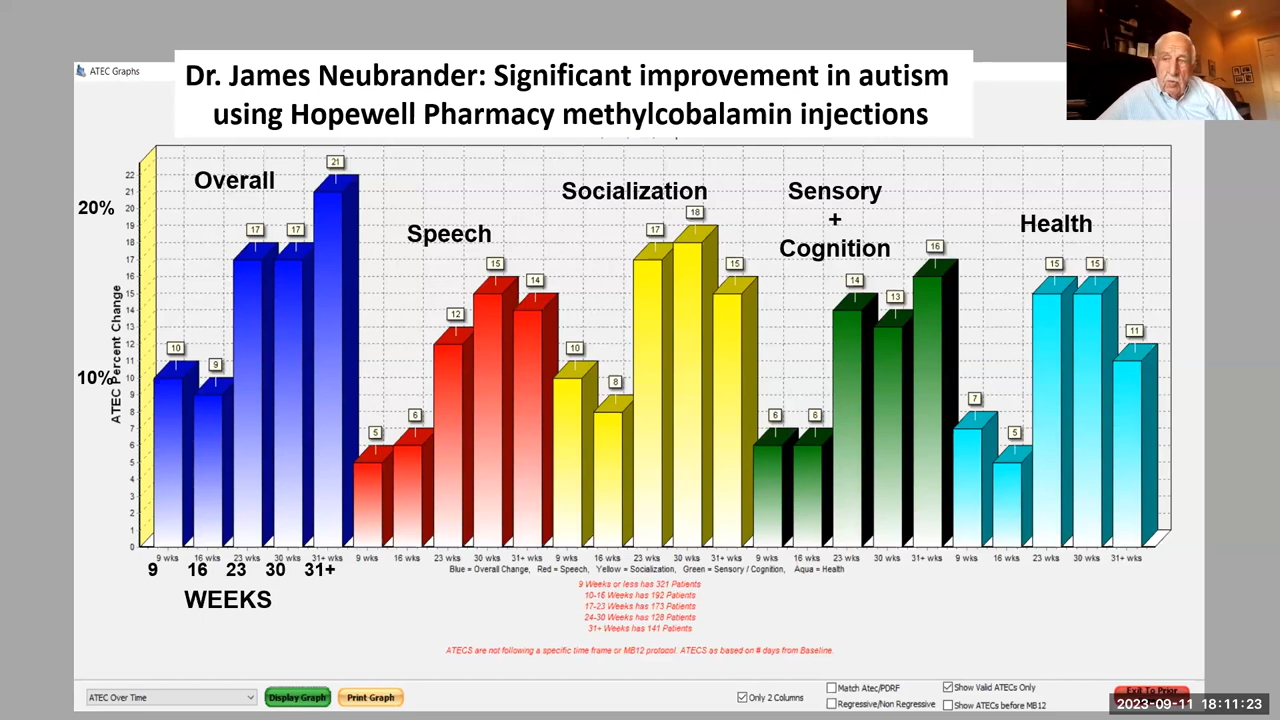 ATEC Graphs
Dr. James Neubrander: Significant improvement in autism
using Hopewell Pharmacy methylcobalamin injections
Overall
Speech
Socialization
Sensory
+
Cognition
Health
20%
10%
ATEC Percent Change
22
21
20
19
18
17
16
15
14
13
12
11
10
9
8
7
6
5
4
3
2
1
0
10 9 17 17 21
5 6 12 15 14
10 8 17 18 15
6 6 14 13 16
7 5 15 15 11
9 wks 16 wks 23 wks 30 wks 31+ wks 9 wks 16 wks 23 wks 30 wks 31+ wks 9 wks 16 wks 23 wks 30 wks 31+ wks 9 wks 16 wks 23 wks 30 wks 31+ wks 9 wks 16 wks 23 wks 30 wks 31+ wks
9 16 23 30 31+
WEEKS
Blue = Overall Change, Red = Speech, Yellow = Socialization, Green = Sensory / Cognition, Aqua = Health
9 Weeks or less has 321 Patients
10-16 Weeks has 192 Patients
17-23 Weeks has 173 Patients
24-30 Weeks has 128 Patients
31+ Weeks has 141 Patients
ATECS are not following a specific time frame or MB12 protocol. ATECS as based on # days from Baseline.
ATEC Over Time
Display Graph
Print Graph
Only 2 Columns
Match Atec/PDRF
Regressive/Non Regressive
Show Valid ATECs Only
Show ATECs before MB12
Exit To Prior
2023-09-11 18:11:23